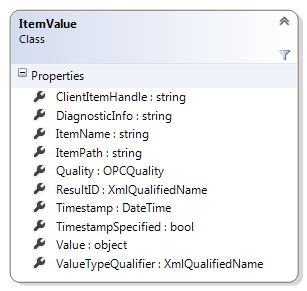 ItemValue
Class
Properties
ClientItemHandle : string
DiagnosticInfo : string
ItemName : string
ItemPath : string
Quality : OPCQuality
ResultID : XmlQualifiedName
Timestamp : DateTime
TimestampSpecified : bool
Value : object
ValueTypeQualifier : XmlQualifiedName